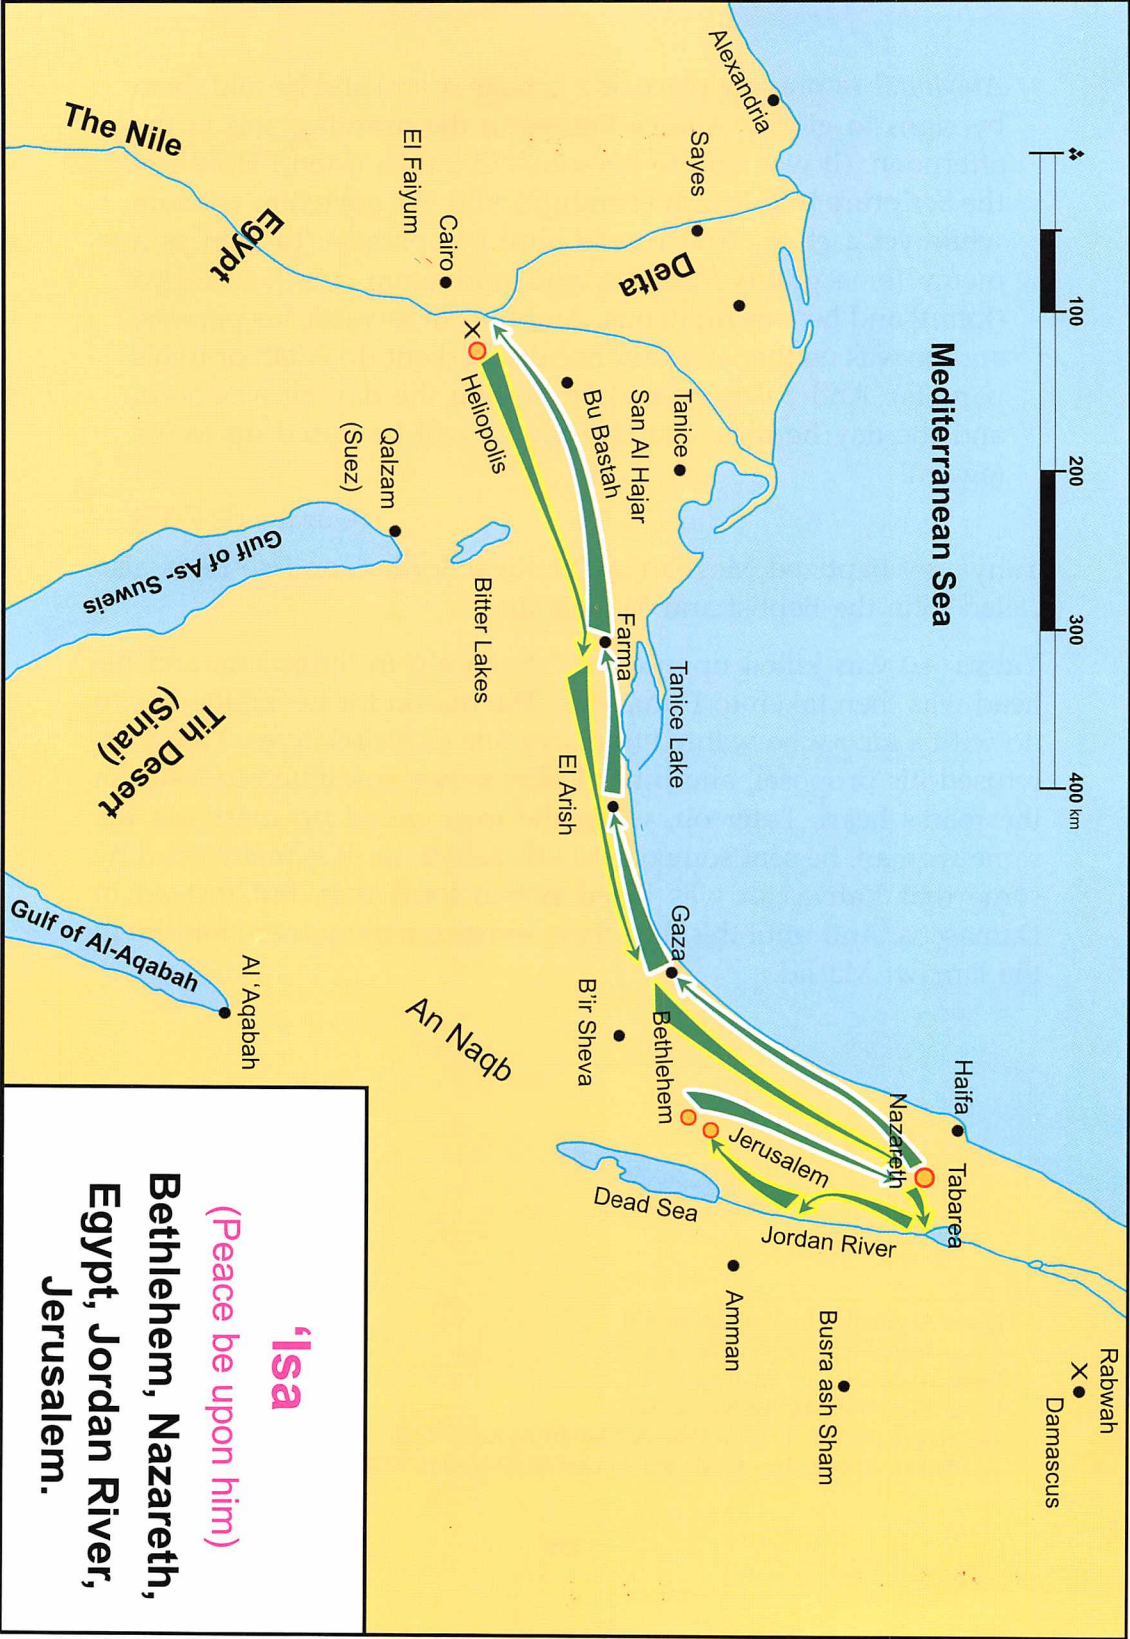 Mediterranean Sea
100
200
300
400 km
Alexandria
Sayes
Delta
The Nile
Egypt
El Faiyum
Cairo
X
Heliopolis
Bu Bastah
San Al Hajar
Tanice
Qalzam
(Suez)
Gulf of As- Suweis
Bitter Lakes
Farma
Tanice Lake
El Arish
Tih Desert
(Sinai)
Gulf of Al-Aqabah
Al ‘Aqabah
An Naqb
Gaza
B'ir Sheva
Bethlehem
Jerusalem
Nazareth
Haifa
Tabarea
Dead Sea
Jordan River
Amman
Busra ash Sham
Rabwah
X
Damascus
‘Isa
(Peace be upon him)
Bethlehem, Nazareth,
Egypt, Jordan River,
Jerusalem.